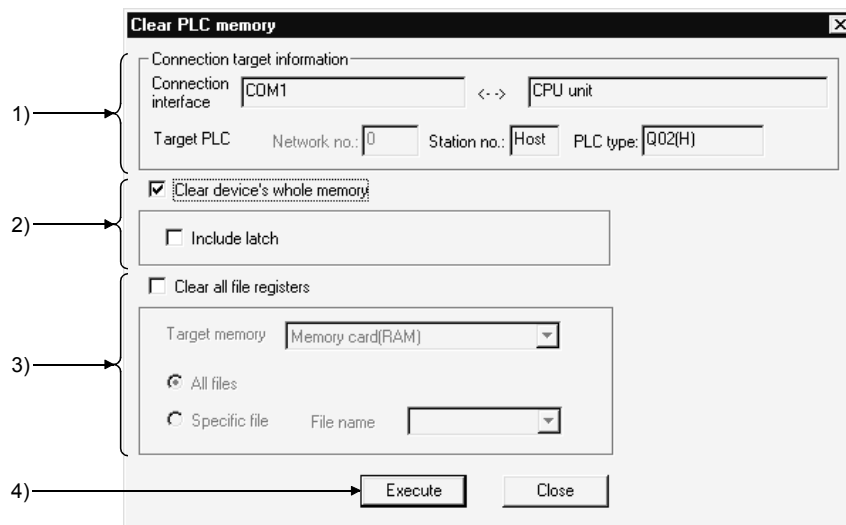 Clear PLC memory
Connection target information
Connection interface COM1 <--> CPU unit
1)
Target PLC Network no.: 0 Station no.: Host PLC type: Q02(H)
Clear device's whole memory
2)
Include latch
Clear all file registers
Target memory Memory card(RAM)
3)
All files
Specific file File name
4)
Execute Close